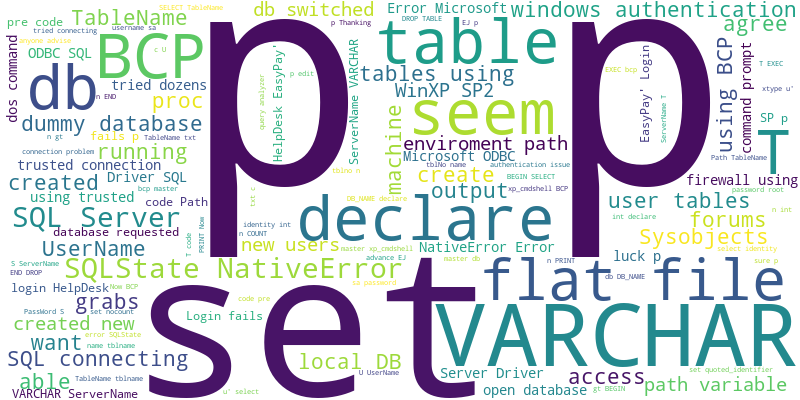 SELECT TableName
pre code
TableName
db switched
Error Microsoft
windows authentication
tried connecting
username sa
p Thanking
DROP TABLE
EJ p
agree
dos command
anyone advise
ODBC SQL
BCP
c U
p
table
p
T EXEC
EXEC bcp
db
tried dozens
p edit
tables using
using BCP
command prompt
n END
proc
WinXP SP2
xtype u'
dummy database
query analyzer
HelpDesk EasyPay'
ServerName VARCHAR
seem
EasyPay' Login
ServerName T
fails p
TableName txt
SP p
n gt
running
machine
enviroment path
T
connection problem
Microsoft ODBC
Path TableName
trusted connection
authentication issue
created
Driver SQL
tblno n
tblNo name
BEGIN SELECT
firewall using
bcp master
create
output
xp_cmdshell BCP
password root
using trusted
code Path
txt c
DB_NAME declare
user tables
SQL Server
declare
int declare
n int
database requested
identity int
forums
UserName
T code
PRINT Now
n COUNT
new users
master xp_cmdshell
NativeError Error
Sysobjects
select identity
S ServerName
SQLState NativeError
advance EJ
master db
n PRINT
luck p
iure p
END DROP
set
flat file
db DB_NAME
login HelpDesk
Now BCP
sa password
grabs
code pre
PassWord S
set nocount
Login fails
VARCHAR
created new
error SQLState
want
name tblname
SQL connecting
local DB
Server Driver
access
set quoted_identifier
able
TableName tblname
U UserName
u' select
open database
gt BEGIN
path variable
VARCHAR ServerName